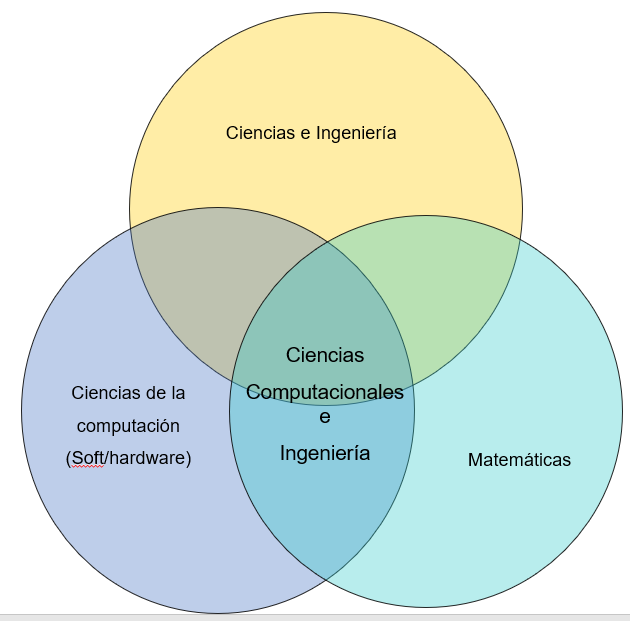 Ciencias e Ingeniería
Ciencias
Computacionales
e
Ingeniería
Ciencias de la
computación
(Soft/hardware)
Matemáticas